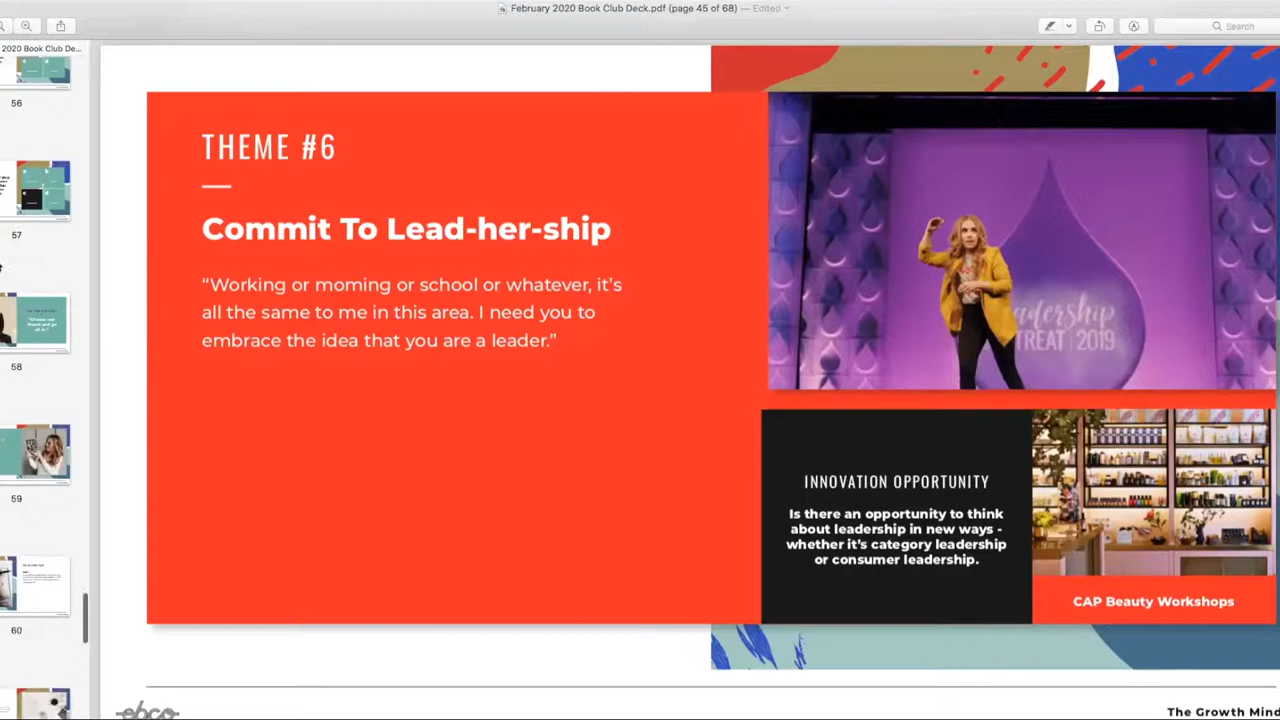 February 2020 Book Club Deck.pdf (page 45 of 68) — Edited
Search
2020 Book Club De...
56
57
59
60
THEME #6
Commit To Lead-her-ship
“Working or moming or school or whatever, it’s
all the same to me in this area. I need you to
embrace the idea that you are a leader.”
eadership
TREAT | 2019
INNOVATION OPPORTUNITY
Is there an opportunity to think
about leadership in new ways -
whether it’s category leadership
or consumer leadership.
CAP Beauty Workshops
ebco
The Growth Mind